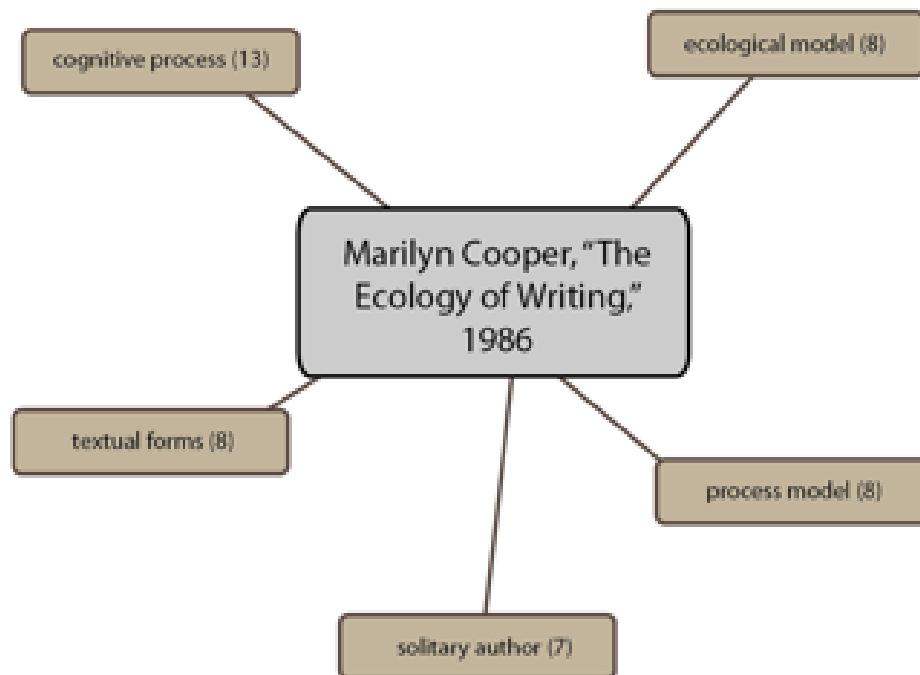 cognitive process (13)
ecological model (8)
Marilyn Cooper, “The
Ecology of Writing,”
1986
textual forms (8)
process model (8)
solitary author (7)